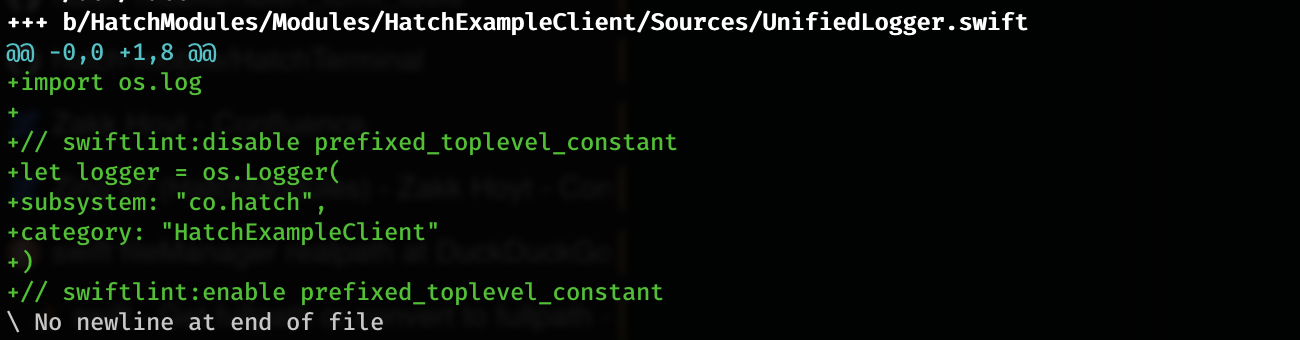 +++ b/HatchModules/Modules/HatchExampleClient/Sources/UnifiedLogger.swift
@@ -0,0 +1,8 @@
+import os.log
+
+// swiftlint:disable prefixed_toplevel_constant
+let logger = os.Logger(
+subsystem: "co.hatch",
+category: "HatchExampleClient"
+)
+// swiftlint:enable prefixed_toplevel_constant
\ No newline at end of file